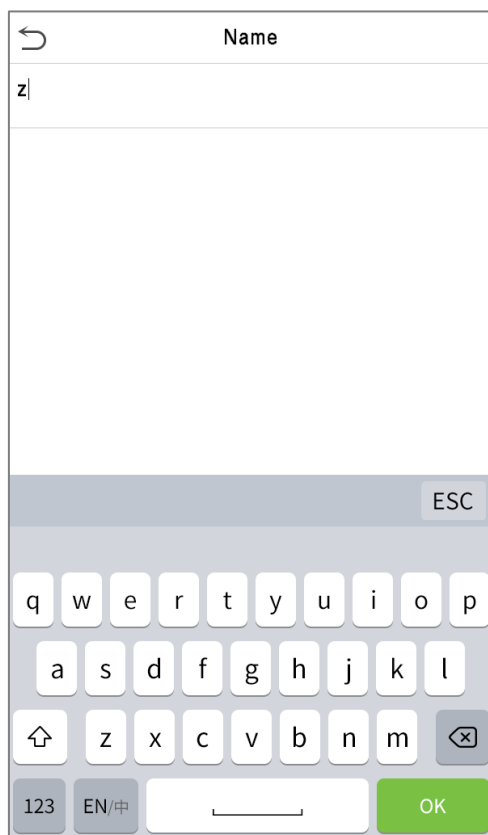 Name
z
ESC
q w e r t y u i o p
a s d f g h j k l
z x c v b n m
123 EN/中 OK